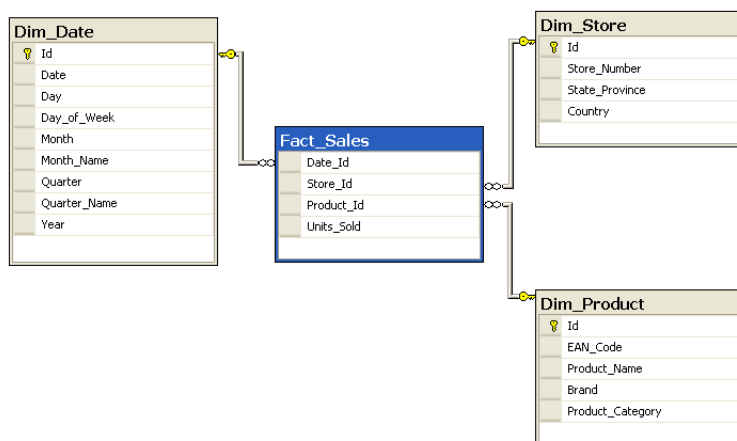 Dim_Date
Id
Date
Day
Day_of_Week
Month
Month_Name
Quarter
Quarter_Name
Year
Fact_Sales
Date_Id
Store_Id
Product_Id
Units_Sold
Dim_Store
Id
Store_Number
State_Province
Country
Dim_Product
Id
EAN_Code
Product_Name
Brand
Product_Category